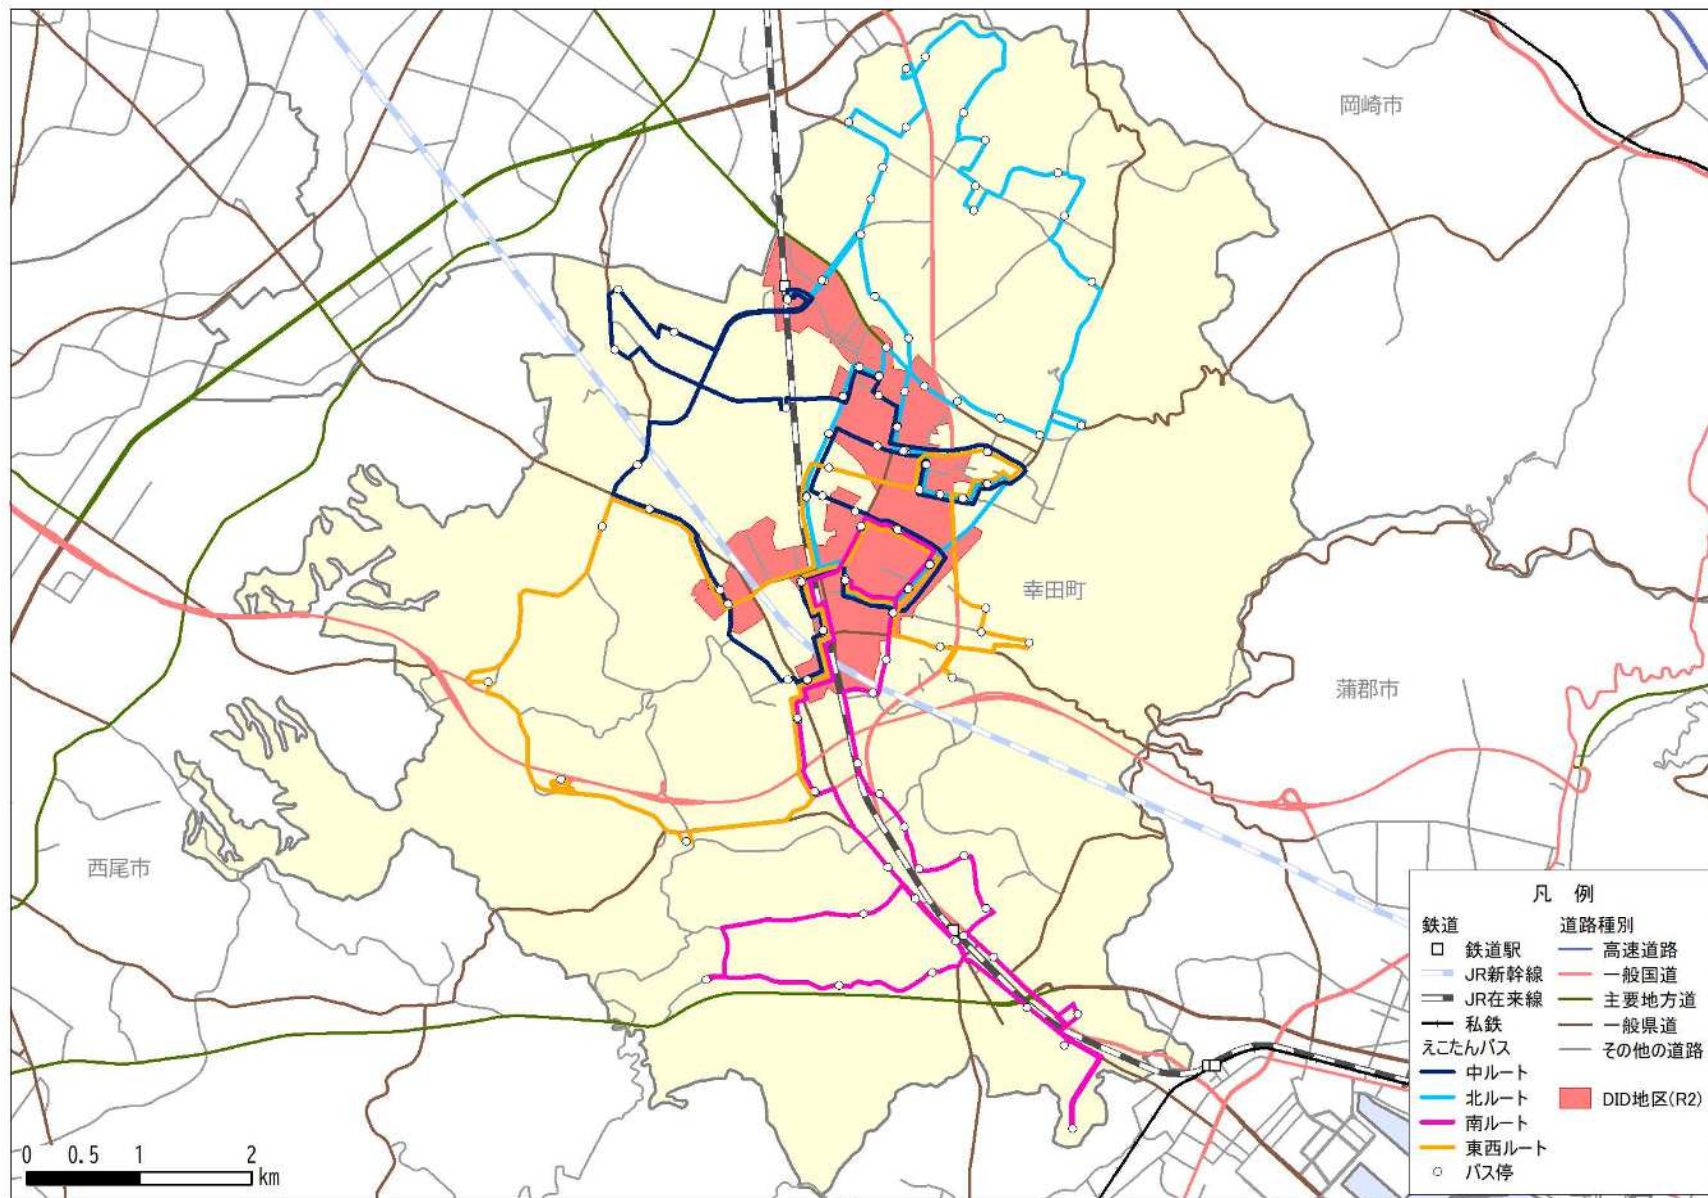 岡崎市
幸田町
蒲郡市
西尾市
凡 例
鉄道
鉄道駅
JR新幹線
JR在来線
私鉄
えこたんバス
中ルート
北ルート
南ルート
東西ルート
バス停
道路種別
高速道路
一般国道
主要地方道
一般県道
その他の道路
DID地区(R2)
0 0.5 1 2
km